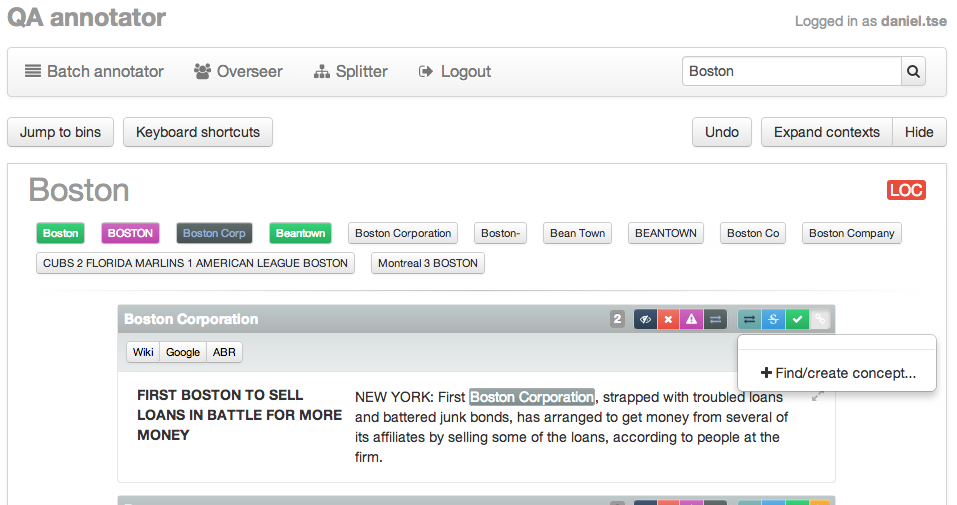 QA annotator
Logged in as daniel.tse
Batch annotator Overseer Splitter Logout Boston
Jump to bins Keyboard shortcuts Undo Expand contexts Hide
Boston LOC
Boston BOSTON Boston Corp Beantown Boston Corporation Boston- Bean Town BEANTOWN Boston Co Boston Company
CUBS 2 FLORIDA MARLINS 1 AMERICAN LEAGUE BOSTON Montreal 3 BOSTON
Boston Corporation 2
Wiki Google ABR
Find/create concept...
FIRST BOSTON TO SELL
LOANS IN BATTLE FOR MORE
MONEY
NEW YORK: First Boston Corporation, strapped with troubled loans
and battered junk bonds, has arranged to get money from several of
its affiliates by selling some of the loans, according to people at the
firm.